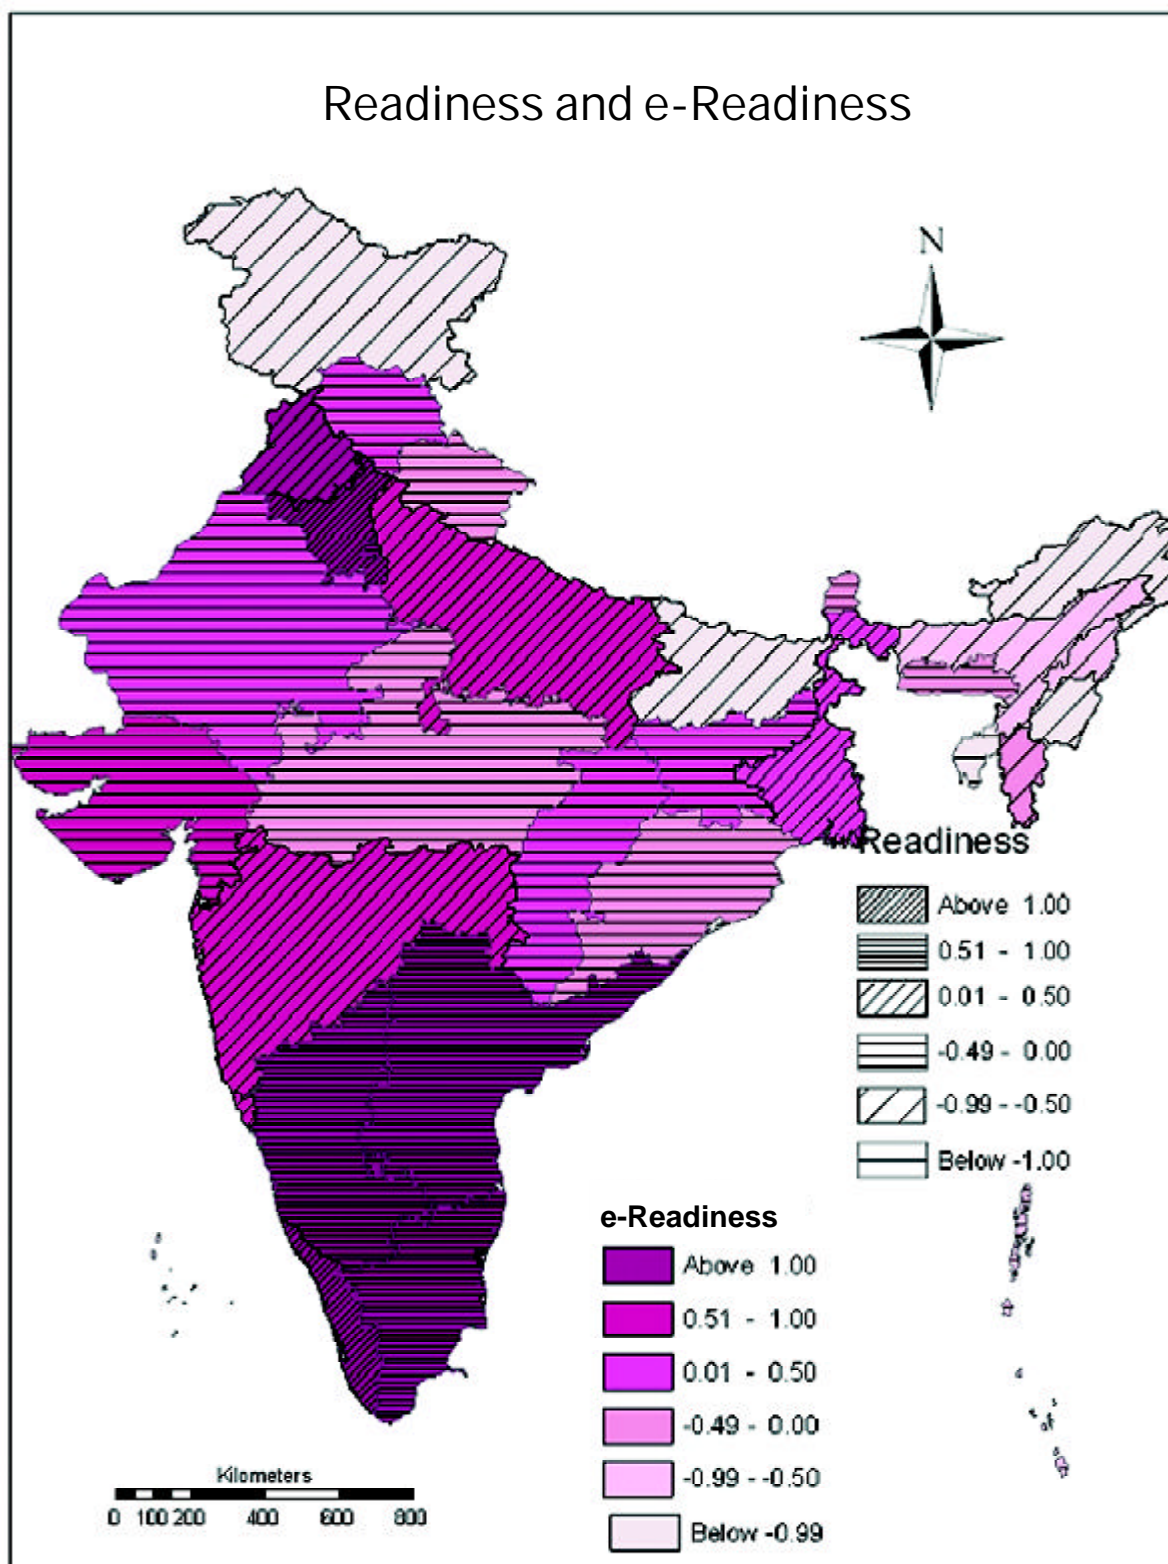 Readiness and e-Readiness
N
Readiness
Above 1.00
0.51 - 1.00
0.01 - 0.50
-0.49 - 0.00
-0.99 - -0.50
Below -1.00
e-Readiness
Above 1.00
0.51 - 1.00
0.01 - 0.50
-0.49 - 0.00
-0.99 - -0.50
Below -0.99
Kilometers
0 100 200 400 600 800